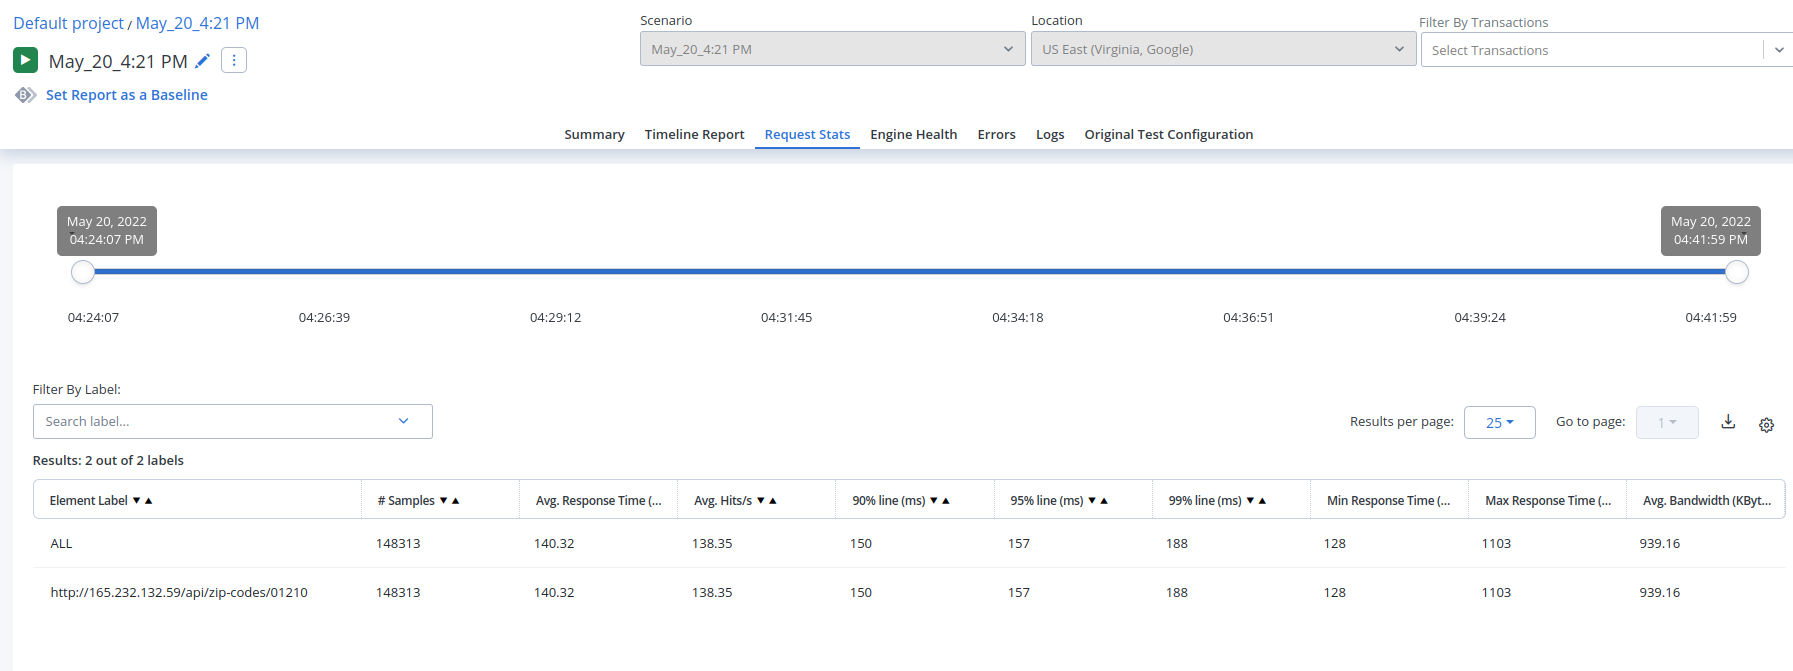 Default project / May_20_4:21 PM
May_20_4:21 PM
Set Report as a Baseline
Scenario
May_20_4:21 PM
Location
US East (Virginia, Google)
Filter By Transactions
Select Transactions
Summary Timeline Report Request Stats Engine Health Errors Logs Original Test Configuration
May 20, 2022
04:24:07 PM
May 20, 2022
04:41:59 PM
04:24:07 04:26:39 04:29:12 04:31:45 04:34:18 04:36:51 04:39:24 04:41:59
Filter By Label:
Search label...
Results per page: 25 Go to page: 1
Results: 2 out of 2 labels
Element Label ▼▲ # Samples ▼▲ Avg. Response Time (... Avg. Hits/s ▼▲ 90% line (ms) ▼▲ 95% line (ms) ▼▲ 99% line (ms) ▼▲ Min Response Time (... Max Response Time (... Avg. Bandwidth (KByt...
ALL 148313 140.32 138.35 150 157 188 128 1103 939.16
http://165.232.132.59/api/zip-codes/01210 148313 140.32 138.35 150 157 188 128 1103 939.16